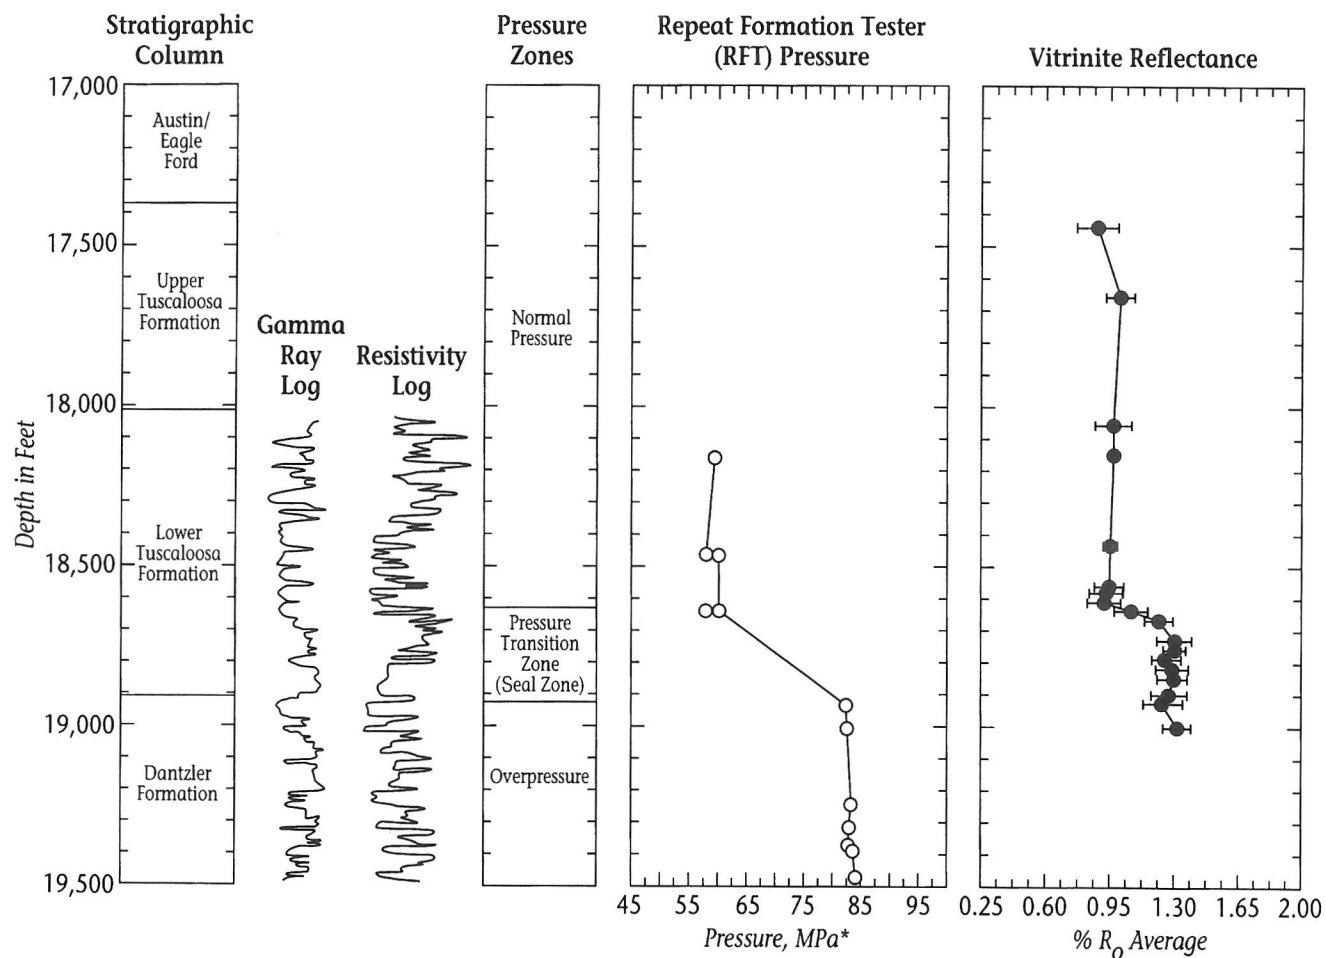 Stratigraphic
Column
Pressure
Zones
Repeat Formation Tester
(RFT) Pressure
Vitrinite Reflectance
17,000
17,500
18,000
18,500
19,000
19,500
Depth in Feet
Austin/
Eagle
Ford
Upper
Tuscaloosa
Formation
Lower
Tuscaloosa
Formation
Dantzler
Formation
Gamma
Ray
Log
Resistivity
Log
Normal
Pressure
Pressure
Transition
Zone
(Seal Zone)
Overpressure
45 55 65 75 85 95
Pressure, MPa*
0.25 0.60 0.95 1.30 1.65 2.00
% Ro Average